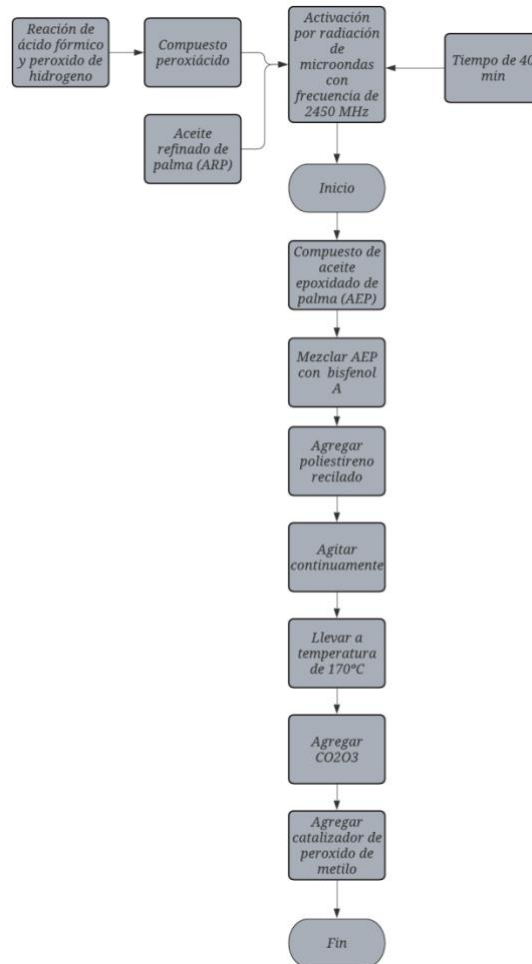 Reación de
ácido fórmico
y peroxido de
hidrogeno
Compuesto
peroxiácido
Activación
por radiación
de
microondas
con
frecuencia de
2450 MHz
Tiempo de 40
min
Aceite
refinado de
palma (ARP)
Inicio
Compuesto de
aceite
epoxidado de
palma (AEP)
Mezclar AEP
con bisfenol
A
Agregar
poliestireno
recilado
Agitar
continuamente
Llevar a
temperatura
de 170°C
Agregar
CO2O3
Agregar
catalizador de
peroxido de
metilo
Fin